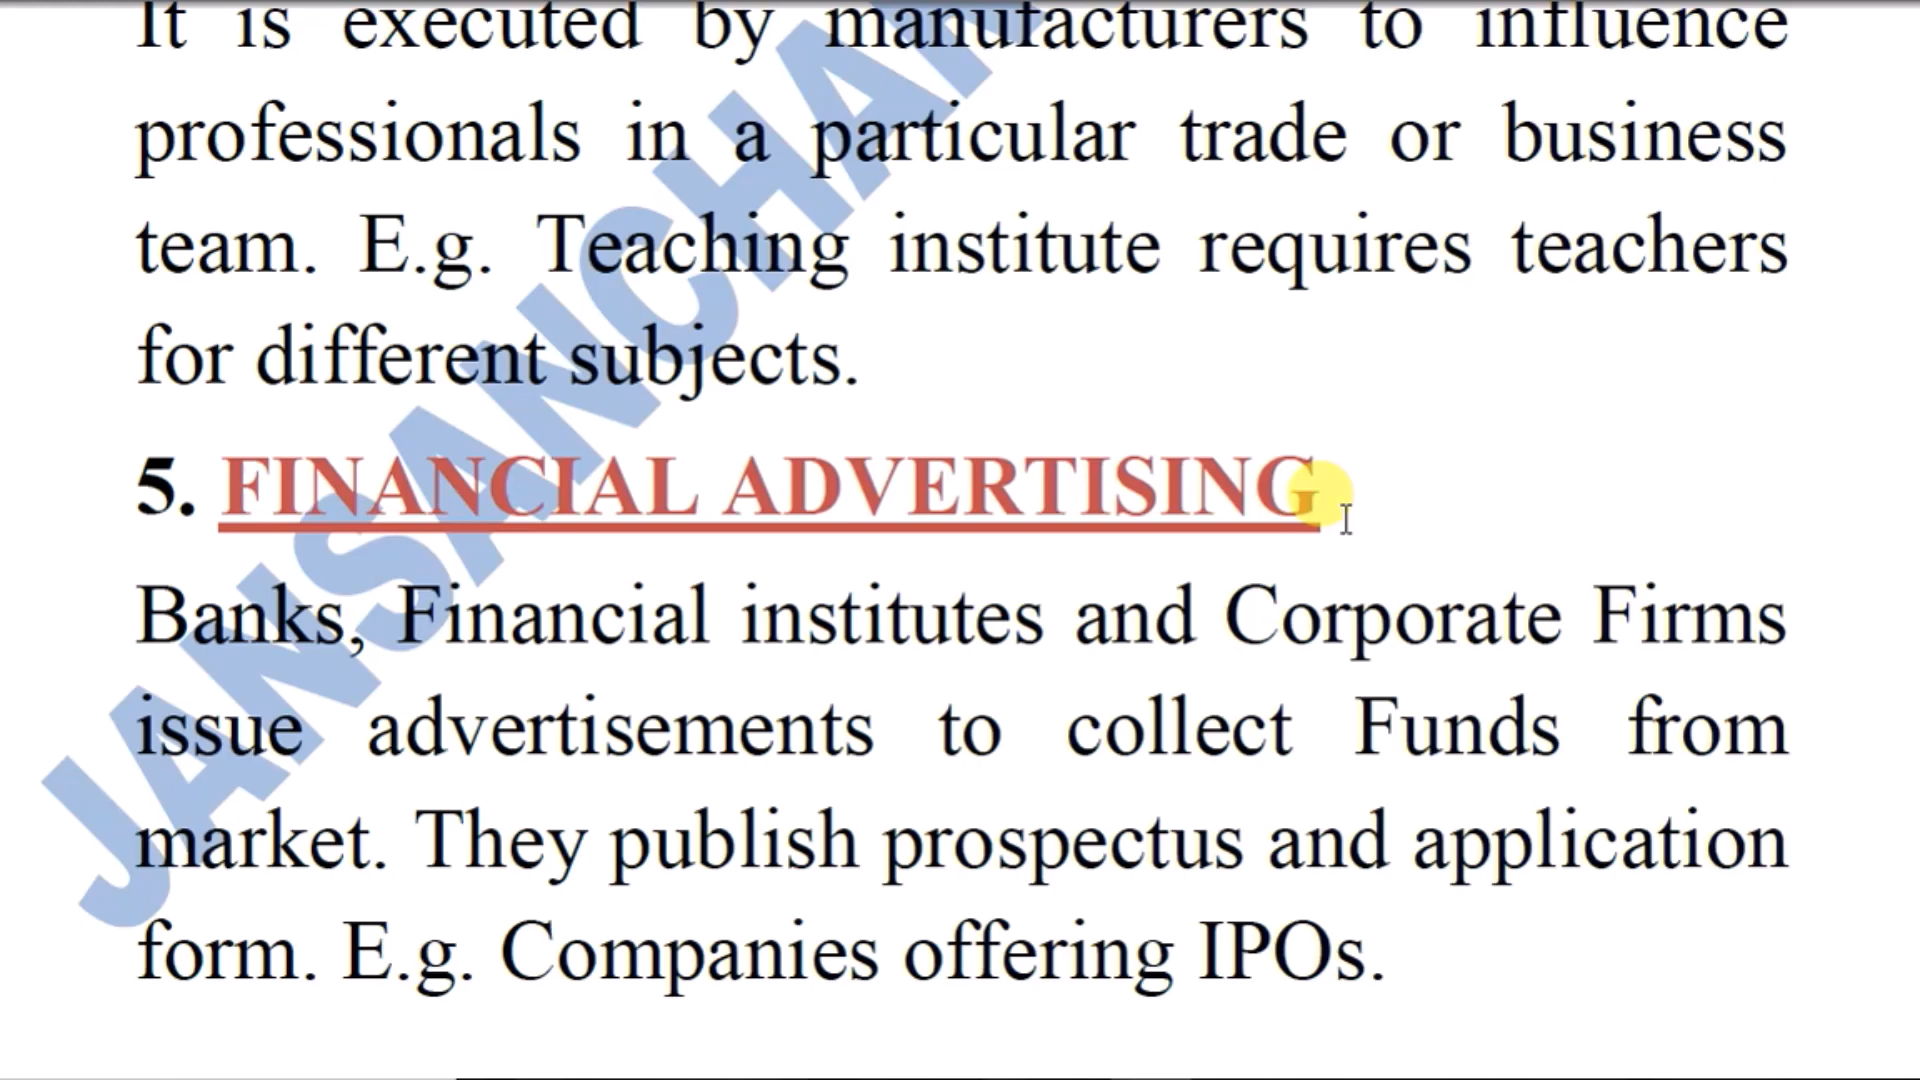 It is executed by manufacturers to influence
professionals in a particular trade or business
team. E.g. Teaching institute requires teachers
for different subjects.
5. FINANCIAL ADVERTISING
Banks, Financial institutes and Corporate Firms
issue advertisements to collect Funds from
market. They publish prospectus and application
form. E.g. Companies offering IPOs.